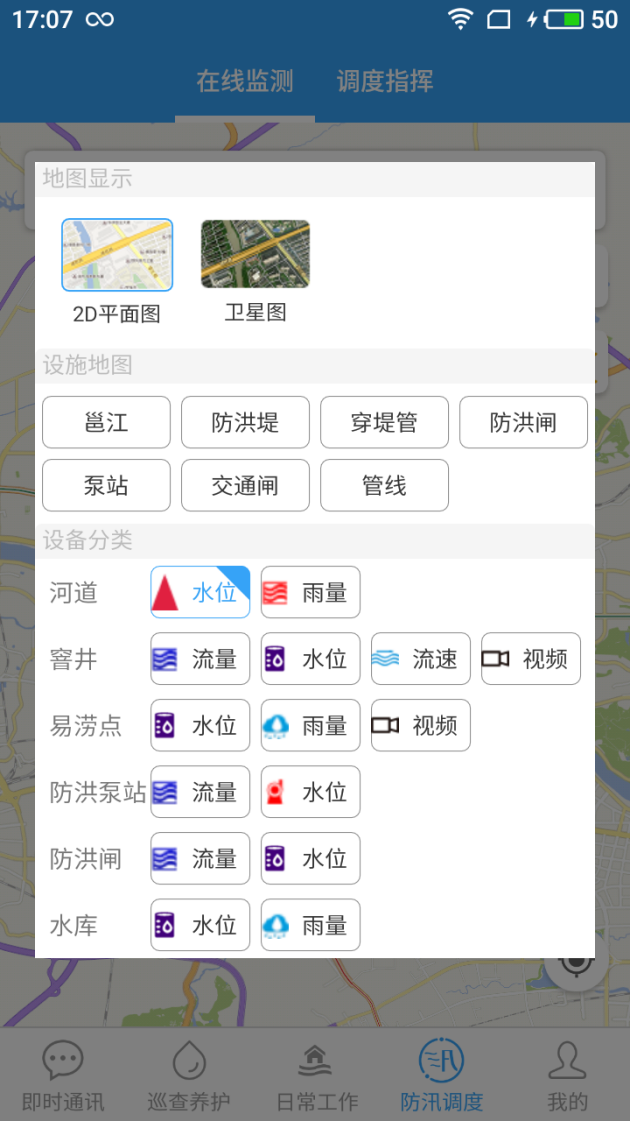 17:07 50
在线监测 调度指挥
地图显示
2D平面图 卫星图
设施地图
邕江 防洪堤 穿堤管 防洪闸
泵站 交通闸 管线
设备分类
河道 水位 雨量
窨井 流量 水位 流速 视频
易涝点 水位 雨量 视频
防洪泵站 流量 水位
防洪闸 流量 水位
水库 水位 雨量
即时通讯 巡查养护 日常工作 防汛调度 我的